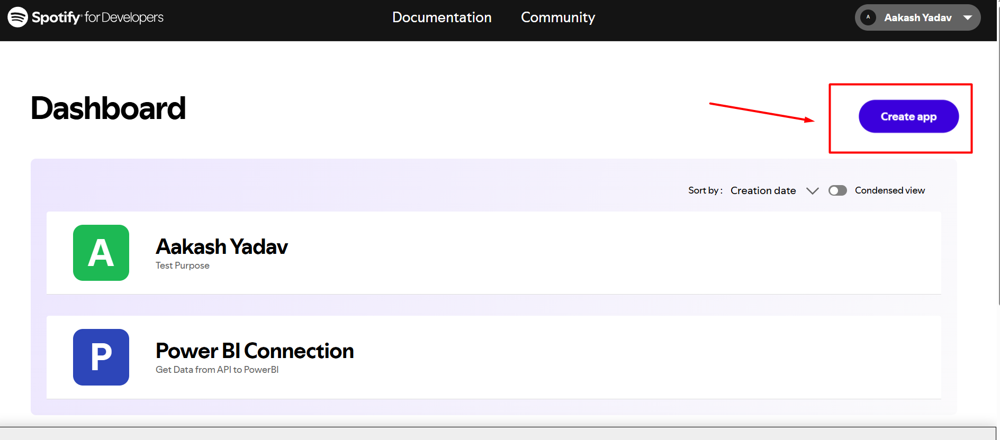 Spotify for Developers
Documentation
Community
A
Aakash Yadav
Dashboard
Create app
Sort by:
Creation date
Condensed view
A
Aakash Yadav
Test Purpose
P
Power BI Connection
Get Data from API to PowerBI